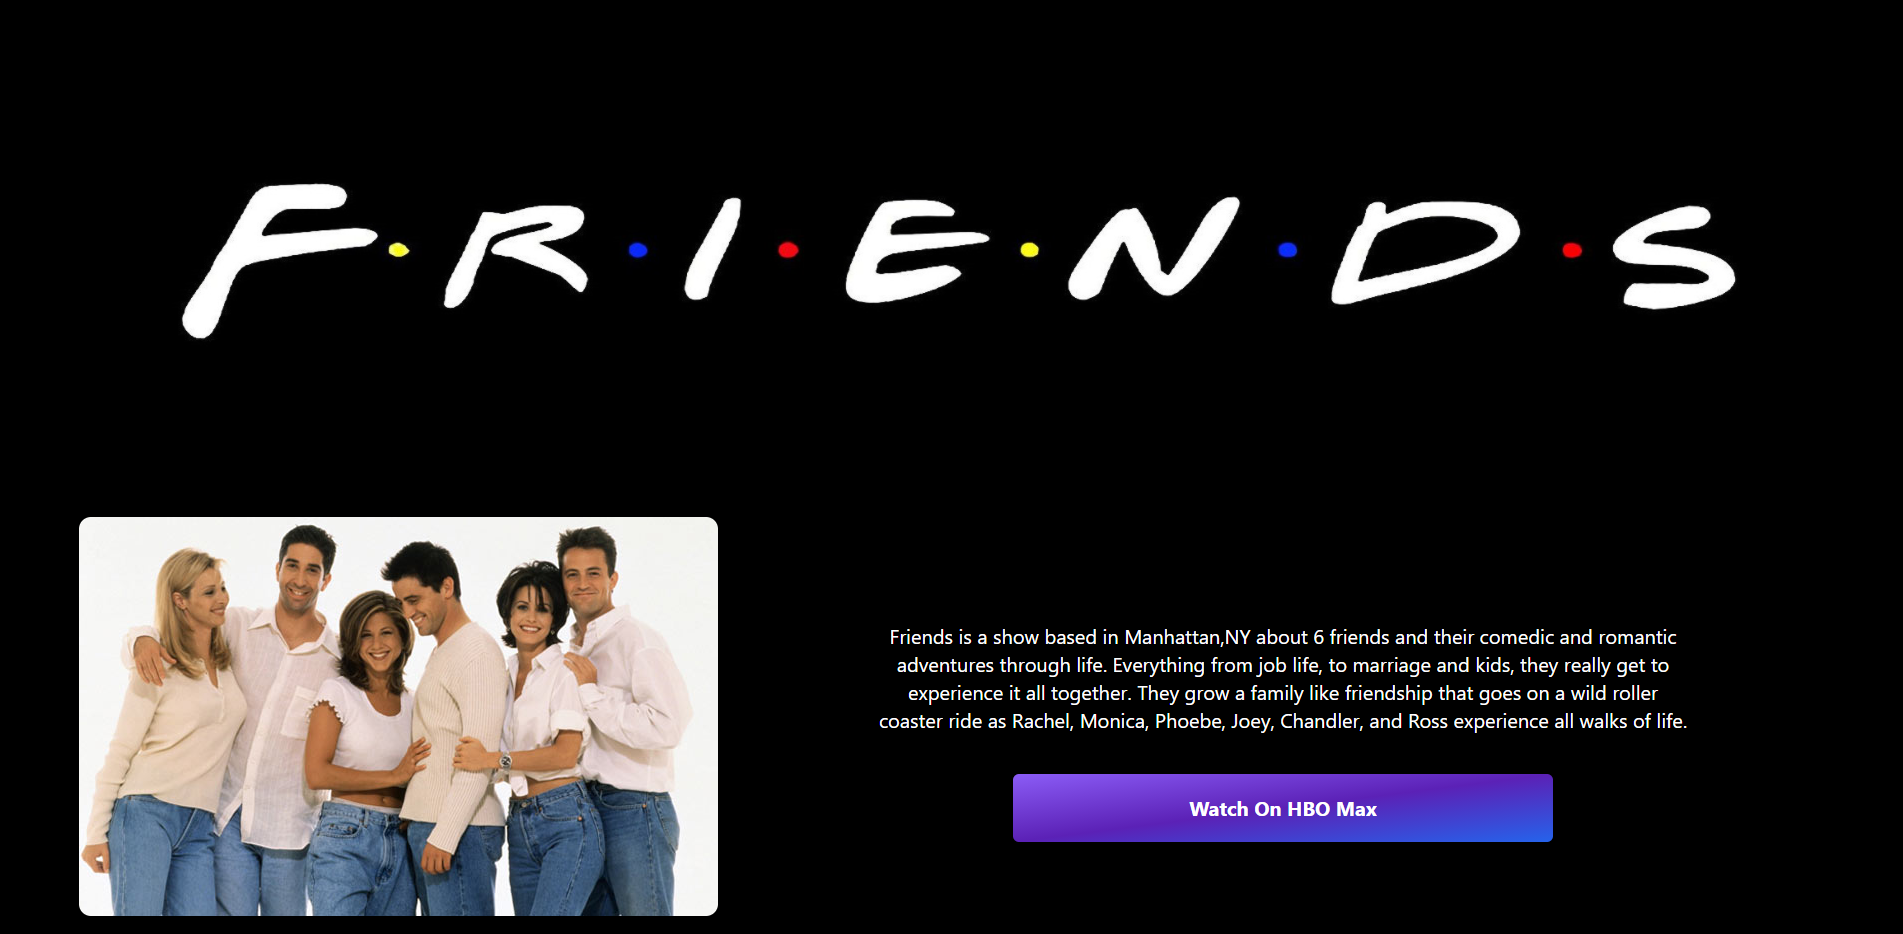 F·R·I·E·N·D·S
Friends is a show based in Manhattan,NY about 6 friends and their comedic and romantic
adventures through life. Everything from job life, to marriage and kids, they really get to
experience it all together. They grow a family like friendship that goes on a wild roller
coaster ride as Rachel, Monica, Phoebe, Joey, Chandler, and Ross experience all walks of life.
Watch On HBO Max